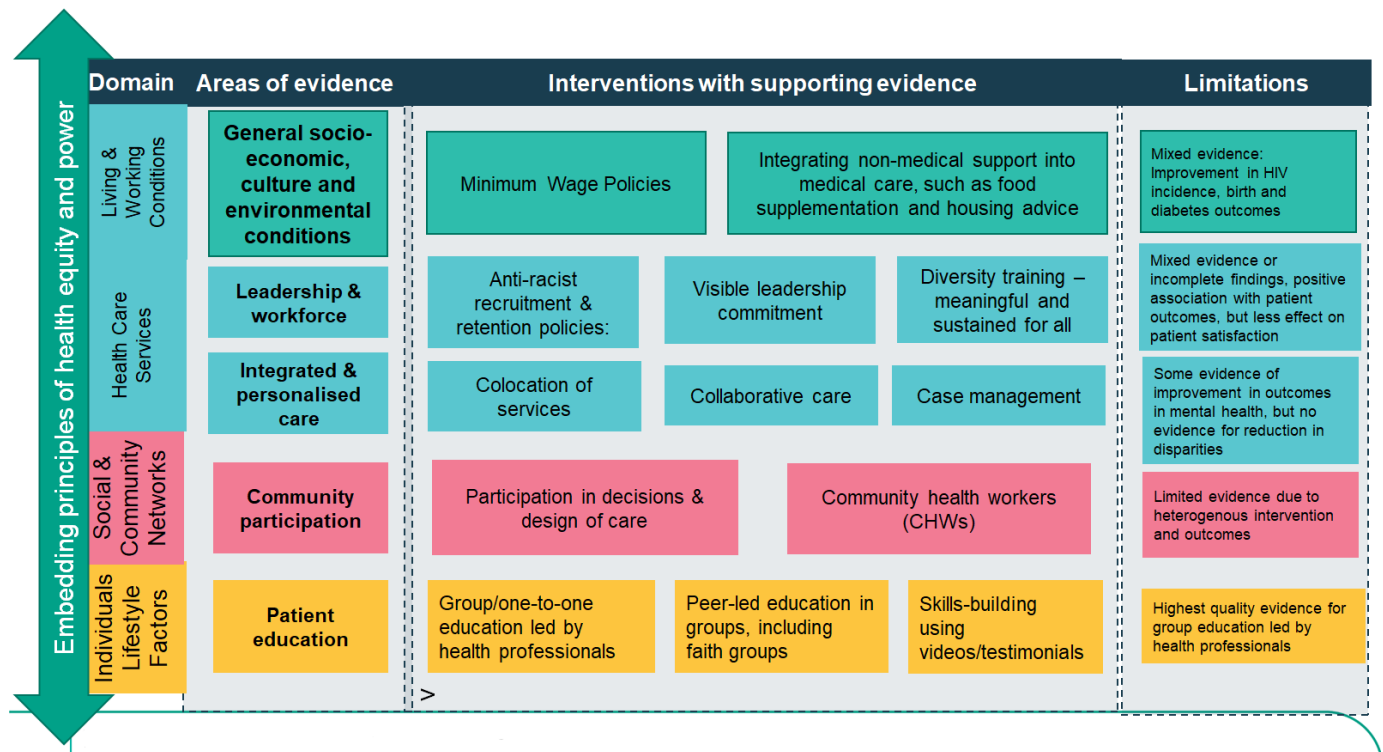 Embedding principles of health equity and power
Domain
Areas of evidence
Interventions with supporting evidence
Limitations
Living &
Working
Conditions
General socio-
economic,
culture and
environmental
conditions
Minimum Wage Policies
Integrating non-medical support into
medical care, such as food
supplementation and housing advice
Mixed evidence:
Improvement in HIV
incidence, birth and
diabetes outcomes
Health Care
Services
Leadership &
workforce
Anti-racist
recruitment &
retention policies:
Visible leadership
commitment
Diversity training –
meaningful and
sustained for all
Mixed evidence or
incomplete findings, positive
association with patient
outcomes, but less effect on
patient satisfaction
Integrated &
personalised
care
Colocation of
services
Collaborative care
Case management
Some evidence of
improvement in outcomes
in mental health, but no
evidence for reduction in
disparities
Social &
Community
Networks
Community
participation
Participation in decisions &
design of care
Community health workers
(CHWs)
Limited evidence due to
heterogenous intervention
and outcomes
Individuals
Lifestyle
Factors
Patient
education
Group/one-to-one
education led by
health professionals
Peer-led education in
groups, including
faith groups
Skills-building
using
videos/testimonials
Highest quality evidence for
group education led by
health professionals
>